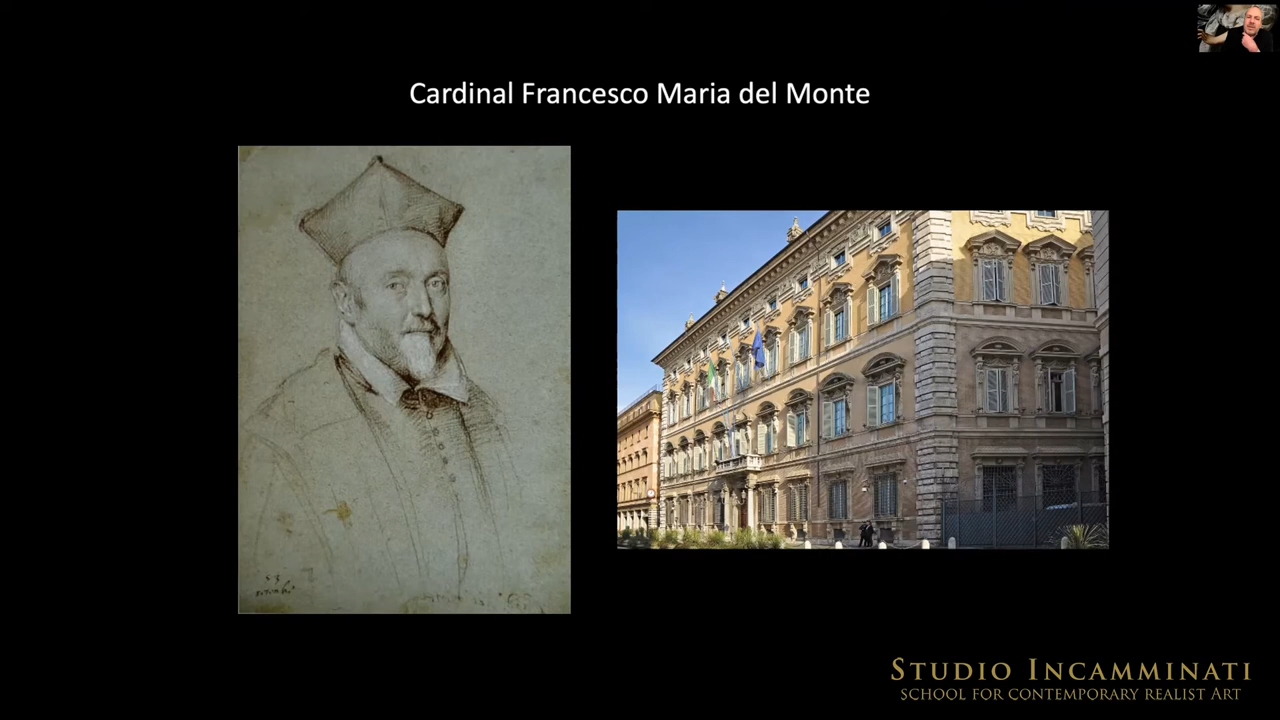 Cardinal Francesco Maria del Monte
STUDIO INCAMMINATI
SCHOOL FOR CONTEMPORARY REALIST ART